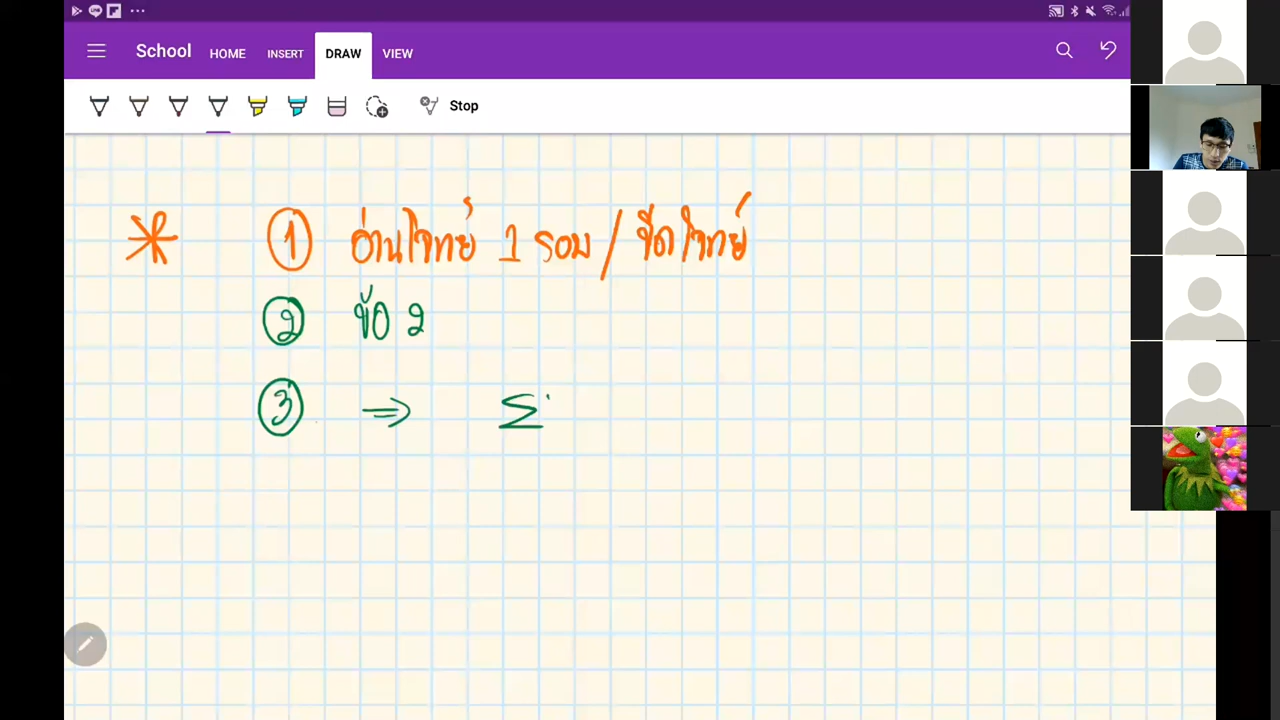 School HOME INSERT DRAW VIEW
Stop
* ① อ่านโจทย์ 1 รอบ / ขีดโจทย์
② ข้อ 2
③ ⇒ Σ